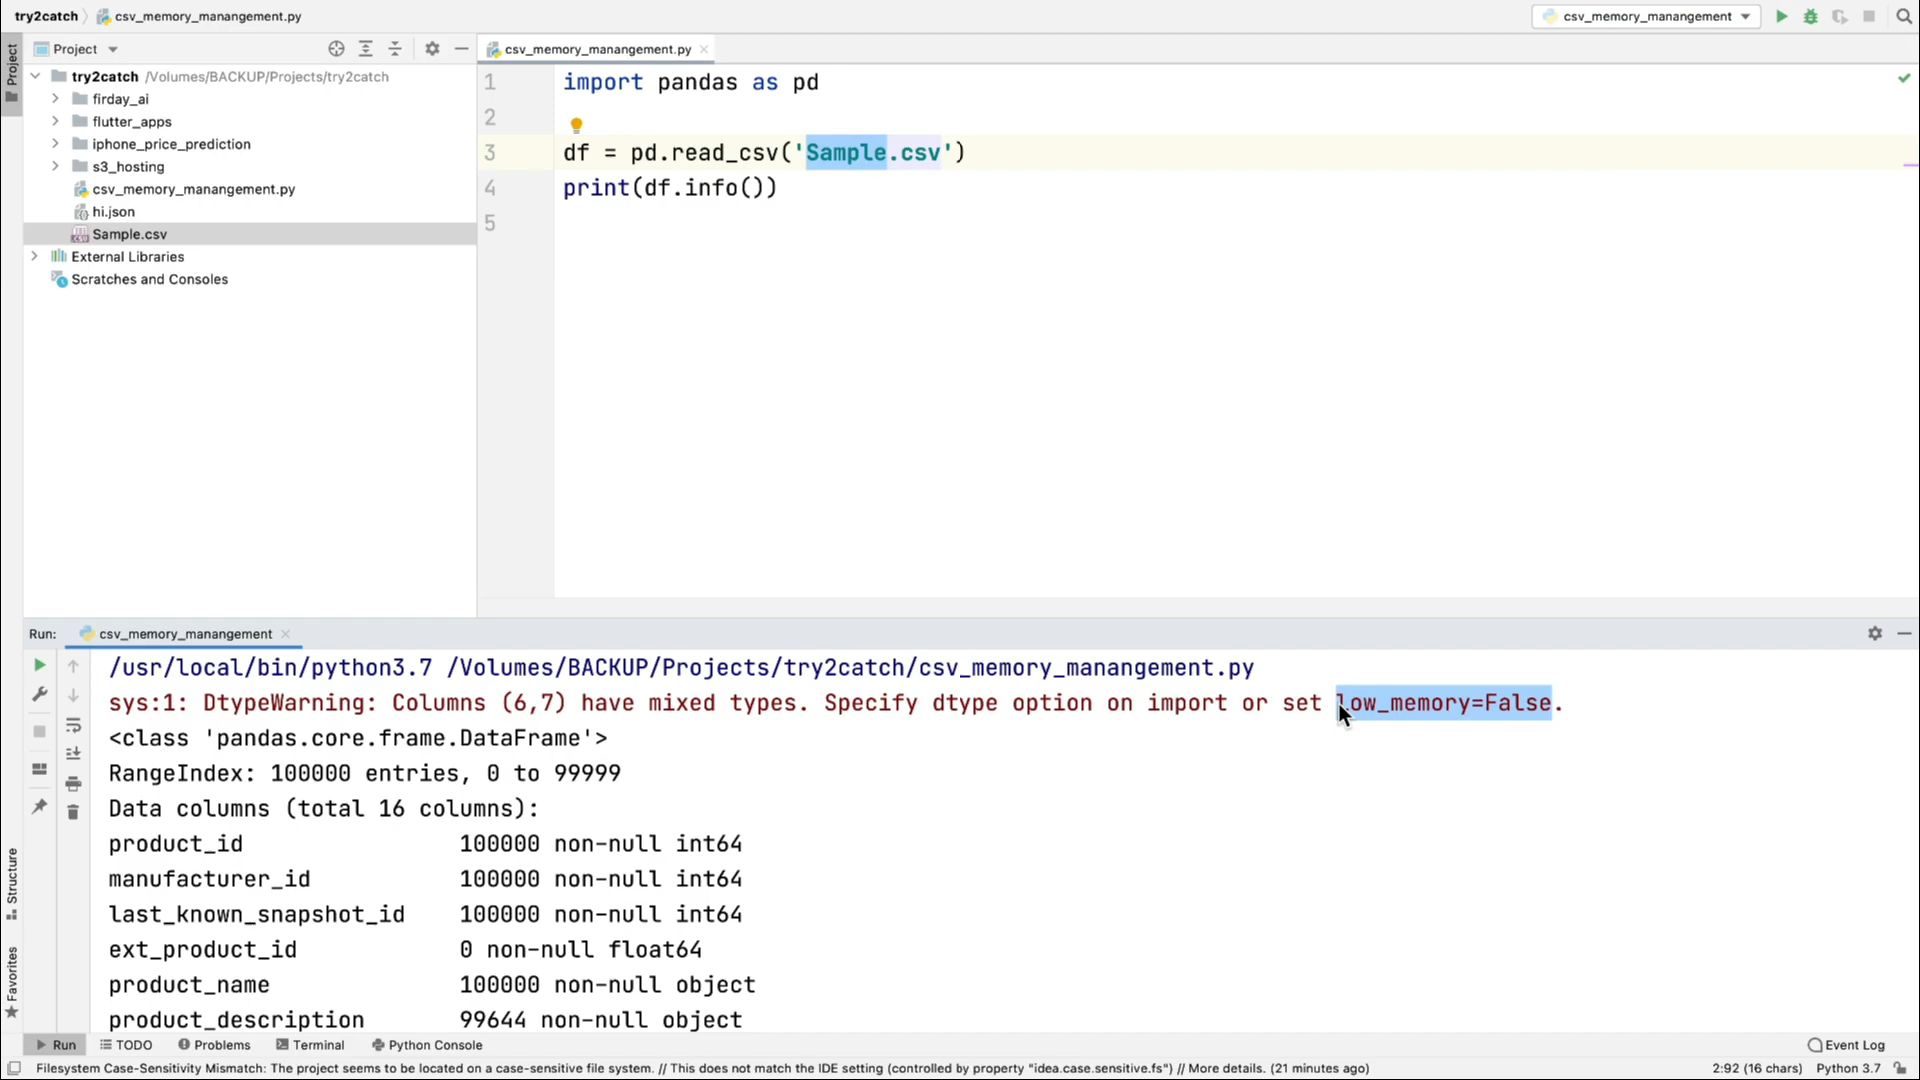 try2catch
csv_memory_manangement.py
csv_memory_manangement
Project
Project
csv_memory_manangement.py
try2catch /Volumes/BACKUP/Projects/try2catch
firday_ai
flutter_apps
iphone_price_prediction
s3_hosting
csv_memory_manangement.py
hi.json
Sample.csv
External Libraries
Scratches and Consoles
1 import pandas as pd
2
3 df = pd.read_csv('Sample.csv')
4 print(df.info())
5
Run: csv_memory_manangement
/usr/local/bin/python3.7 /Volumes/BACKUP/Projects/try2catch/csv_memory_manangement.py
sys:1: DtypeWarning: Columns (6,7) have mixed types. Specify dtype option on import or set low_memory=False.
<class 'pandas.core.frame.DataFrame'>
RangeIndex: 100000 entries, 0 to 99999
Data columns (total 16 columns):
product_id 100000 non-null int64
manufacturer_id 100000 non-null int64
last_known_snapshot_id 100000 non-null int64
ext_product_id 0 non-null float64
product_name 100000 non-null object
product_description 99644 non-null object
Structure
Favorites
Run TODO Problems Terminal Python Console Event Log
Filesystem Case-Sensitivity Mismatch: The project seems to be located on a case-sensitive file system. // This does not match the IDE setting (controlled by property "idea.case.sensitive.fs") // More details. (21 minutes ago) 2:92 (16 chars) Python 3.7